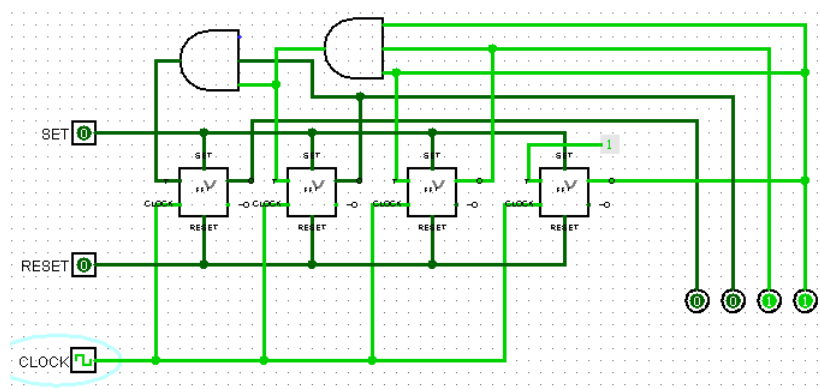 SET 0
1
SET SET SET SET
T T T T
CLOCK CLOCK CLOCK CLOCK
RESET RESET RESET RESET
RESET 0
0 0 1 1
CLOCK